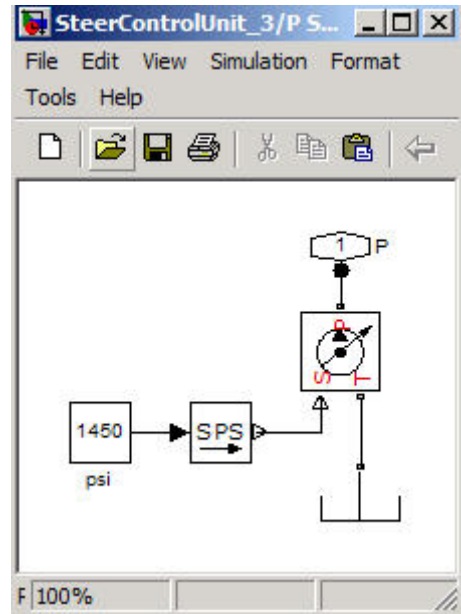 SteerControlUnit_3/P S...
File Edit View Simulation Format
Tools Help
1 P
P
S T
1450 SPS
psi
F 100%